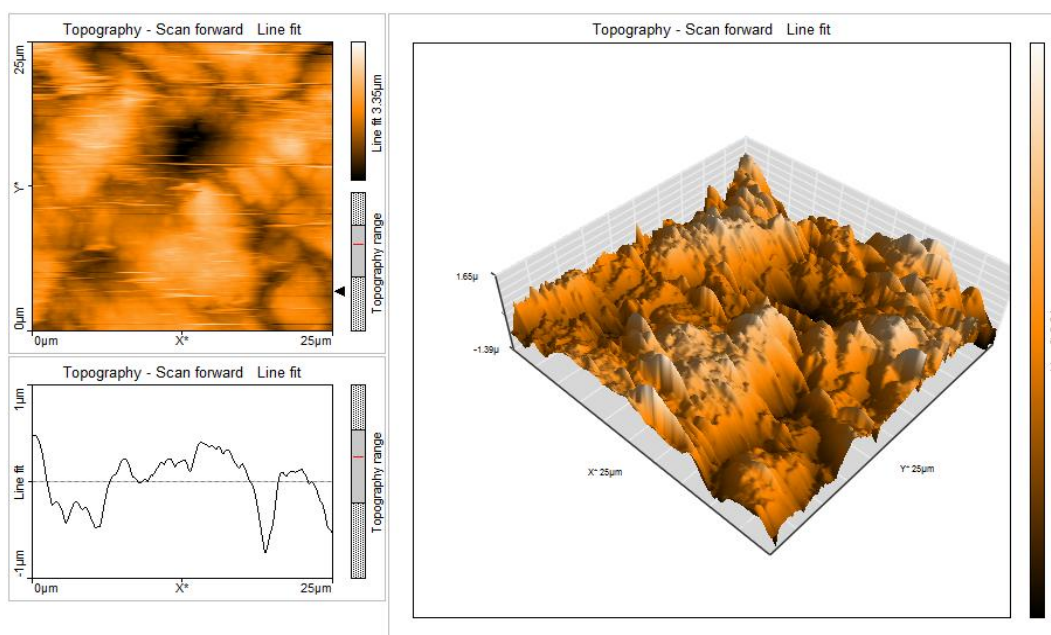 Topography - Scan forward Line fit
25µm
Y*
0µm
0µm X* 25µm
Line fit 3.35µm
Topography range
Topography - Scan forward Line fit
1µm
Line fit
-1µm
0µm X* 25µm
Topography range
Topography - Scan forward Line fit
1.65µ
-1.39µ
X* 25µm
Y* 25µm